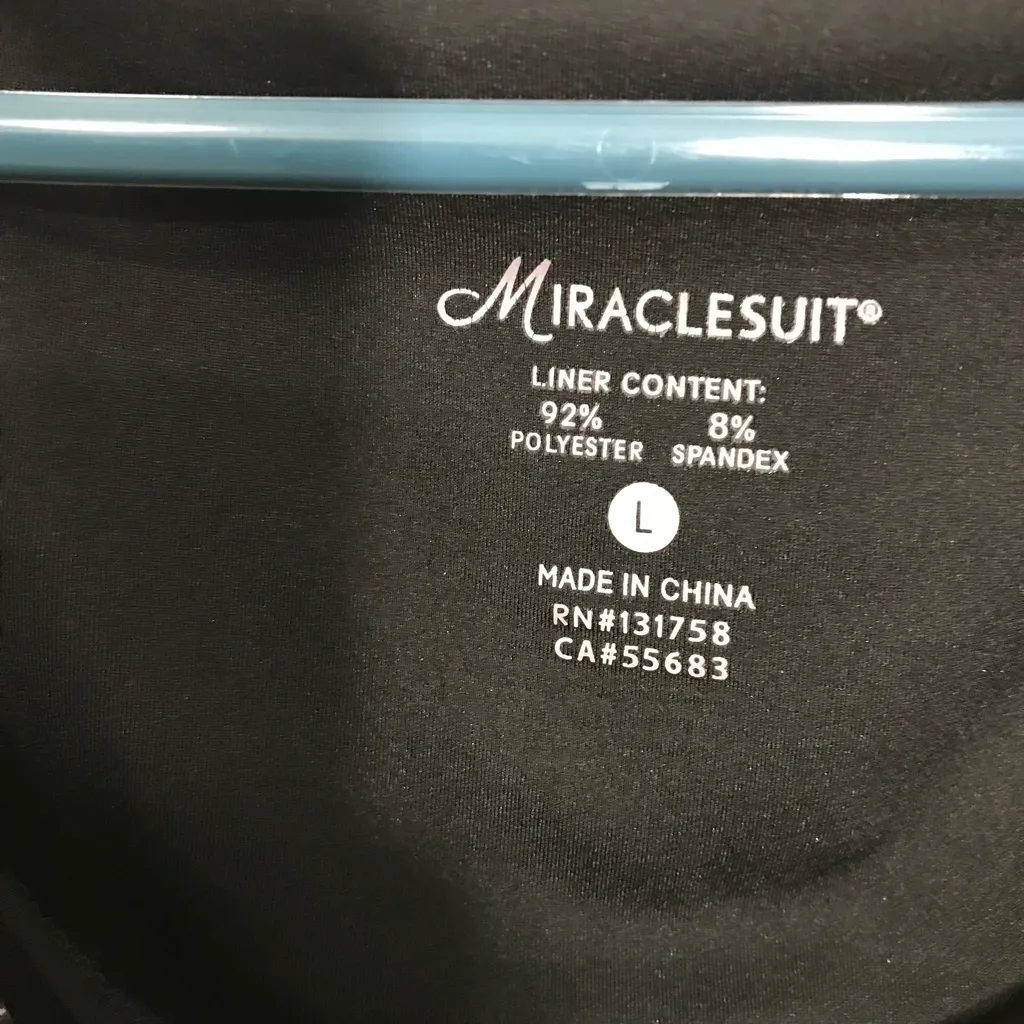 MIRACLESUIT®
LINER CONTENT:
92% 8%
POLYESTER SPANDEX
L
MADE IN CHINA
RN#131758
CA#55683